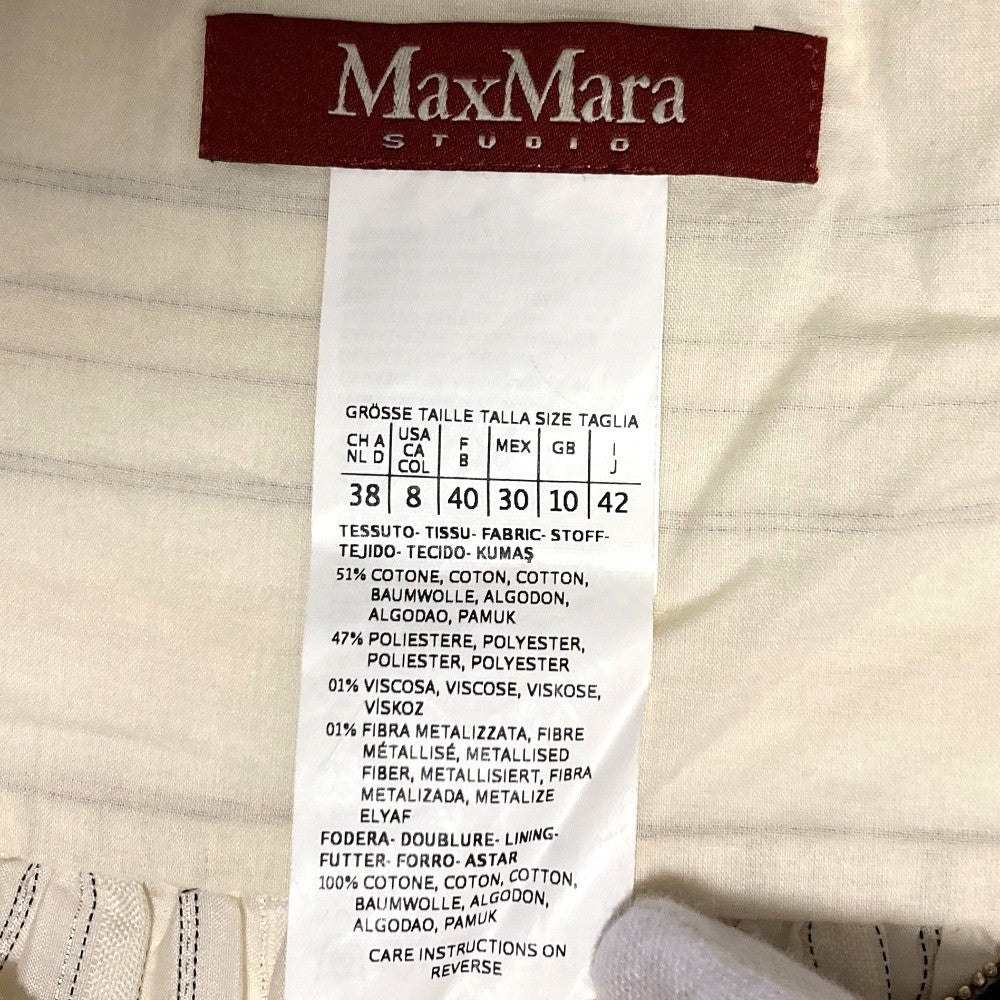 MaxMara
STUDIO
GRÖSSE TAILLE TALLA SIZE TAGLIA
CH A NL D | USA CA COL | F B | MEX | GB | I J
38 | 8 | 40 | 30 | 10 | 42
TESSUTO- TISSU- FABRIC- STOFF-
TEJIDO- TECIDO- KUMAŞ
51% COTONE, COTON, COTTON,
BAUMWOLLE, ALGODON,
ALGODAO, PAMUK
47% POLIESTERE, POLYESTER,
POLIESTER, POLYESTER
01% VISCOSA, VISCOSE, VISKOSE,
VİSKOZ
01% FIBRA METALIZZATA, FIBRE
MÉTALLISÉ, METALLISED
FIBER, METALLISIERT, FIBRA
METALIZADA, METALIZE
ELYAF
FODERA- DOUBLURE- LINING-
FUTTER- FORRO- ASTAR
100% COTONE, COTON, COTTON,
BAUMWOLLE, ALGODON,
ALGODAO, PAMUK
CARE INSTRUCTIONS ON
REVERSE